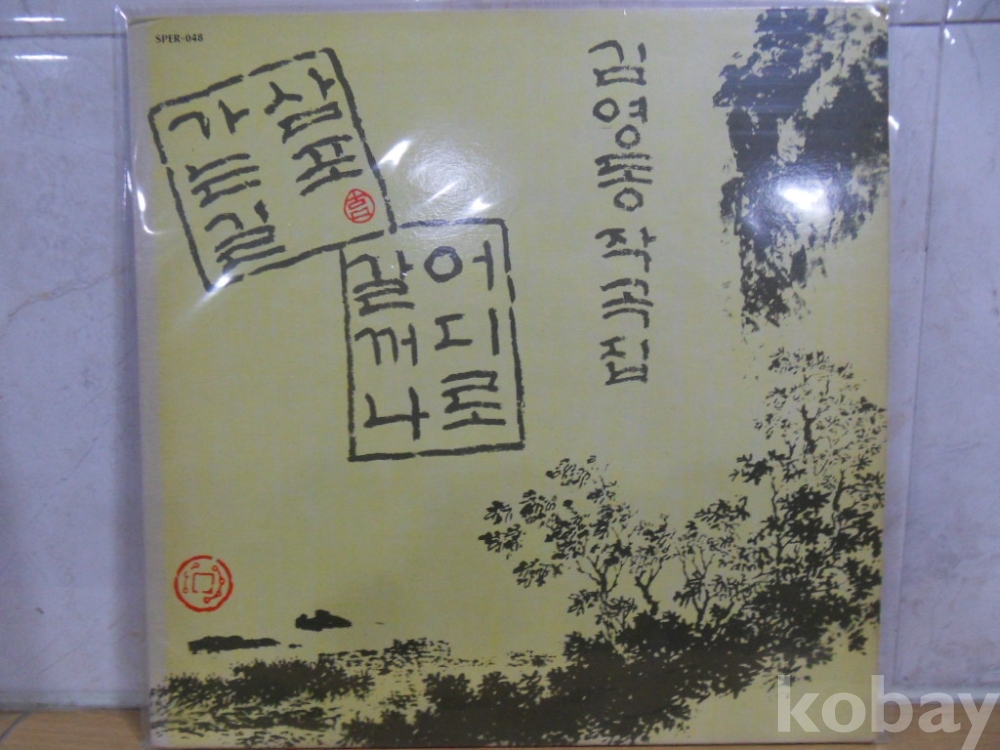 SPER-048
삼포
가는길
어디로
갈꺼나
김영동작곡집
kobay